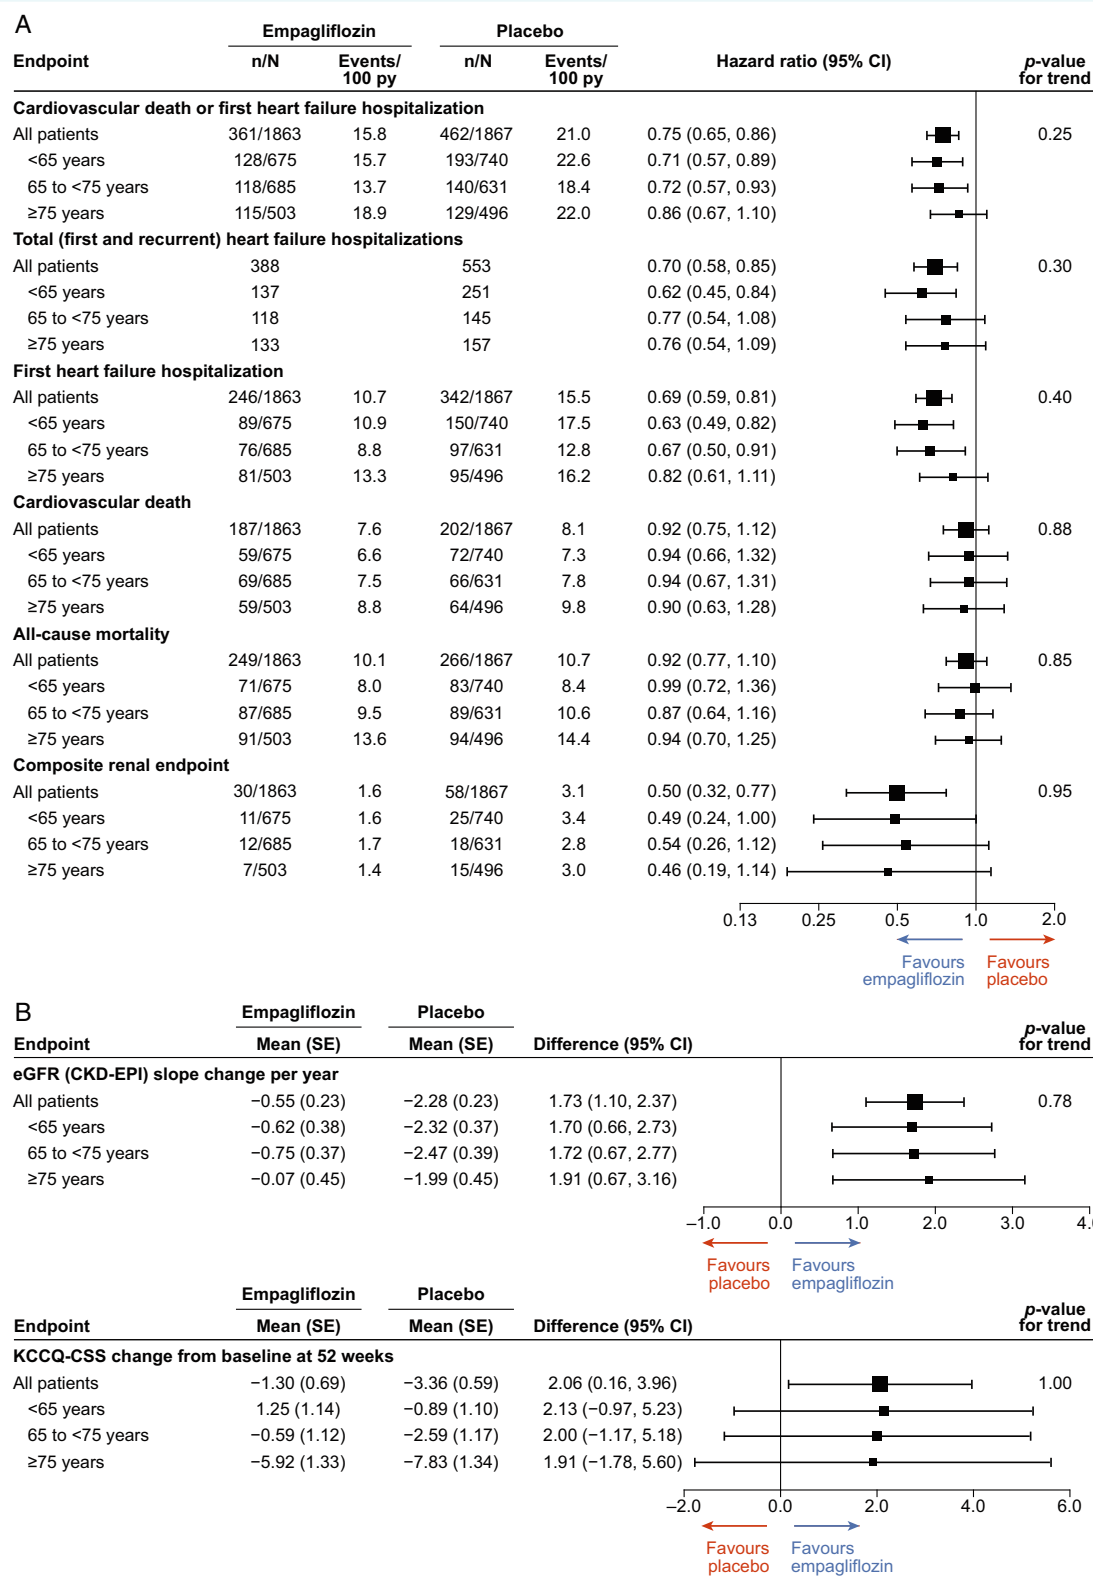 A
Empagliflozin Placebo
Endpoint n/N Events/ 100 py n/N Events/ 100 py Hazard ratio (95% CI) p-value for trend
Cardiovascular death or first heart failure hospitalization
All patients 361/1863 15.8 462/1867 21.0 0.75 (0.65, 0.86) 0.25
<65 years 128/675 15.7 193/740 22.6 0.71 (0.57, 0.89)
65 to <75 years 118/685 13.7 140/631 18.4 0.72 (0.57, 0.93)
≥75 years 115/503 18.9 129/496 22.0 0.86 (0.67, 1.10)
Total (first and recurrent) heart failure hospitalizations
All patients 388 553 0.70 (0.58, 0.85) 0.30
<65 years 137 251 0.62 (0.45, 0.84)
65 to <75 years 118 145 0.77 (0.54, 1.08)
≥75 years 133 157 0.76 (0.54, 1.09)
First heart failure hospitalization
All patients 246/1863 10.7 342/1867 15.5 0.69 (0.59, 0.81) 0.40
<65 years 89/675 10.9 150/740 17.5 0.63 (0.49, 0.82)
65 to <75 years 76/685 8.8 97/631 12.8 0.67 (0.50, 0.91)
≥75 years 81/503 13.3 95/496 16.2 0.82 (0.61, 1.11)
Cardiovascular death
All patients 187/1863 7.6 202/1867 8.1 0.92 (0.75, 1.12) 0.88
<65 years 59/675 6.6 72/740 7.3 0.94 (0.66, 1.32)
65 to <75 years 69/685 7.5 66/631 7.8 0.94 (0.67, 1.31)
≥75 years 59/503 8.8 64/496 9.8 0.90 (0.63, 1.28)
All-cause mortality
All patients 249/1863 10.1 266/1867 10.7 0.92 (0.77, 1.10) 0.85
<65 years 71/675 8.0 83/740 8.4 0.99 (0.72, 1.36)
65 to <75 years 87/685 9.5 89/631 10.6 0.87 (0.64, 1.16)
≥75 years 91/503 13.6 94/496 14.4 0.94 (0.70, 1.25)
Composite renal endpoint
All patients 30/1863 1.6 58/1867 3.1 0.50 (0.32, 0.77) 0.95
<65 years 11/675 1.6 25/740 3.4 0.49 (0.24, 1.00)
65 to <75 years 12/685 1.7 18/631 2.8 0.54 (0.26, 1.12)
≥75 years 7/503 1.4 15/496 3.0 0.46 (0.19, 1.14)
0.13 0.25 0.5 1.0 2.0
Favours empagliflozin Favours placebo
B
Empagliflozin Placebo
Endpoint Mean (SE) Mean (SE) Difference (95% CI) p-value for trend
eGFR (CKD-EPI) slope change per year
All patients −0.55 (0.23) −2.28 (0.23) 1.73 (1.10, 2.37) 0.78
<65 years −0.62 (0.38) −2.32 (0.37) 1.70 (0.66, 2.73)
65 to <75 years −0.75 (0.37) −2.47 (0.39) 1.72 (0.67, 2.77)
≥75 years −0.07 (0.45) −1.99 (0.45) 1.91 (0.67, 3.16)
−1.0 0.0 1.0 2.0 3.0 4.0
Favours placebo Favours empagliflozin
Empagliflozin Placebo
Endpoint Mean (SE) Mean (SE) Difference (95% CI) p-value for trend
KCCQ-CSS change from baseline at 52 weeks
All patients −1.30 (0.69) −3.36 (0.59) 2.06 (0.16, 3.96) 1.00
<65 years 1.25 (1.14) −0.89 (1.10) 2.13 (−0.97, 5.23)
65 to <75 years −0.59 (1.12) −2.59 (1.17) 2.00 (−1.17, 5.18)
≥75 years −5.92 (1.33) −7.83 (1.34) 1.91 (−1.78, 5.60)
−2.0 0.0 2.0 4.0 6.0
Favours placebo Favours empagliflozin